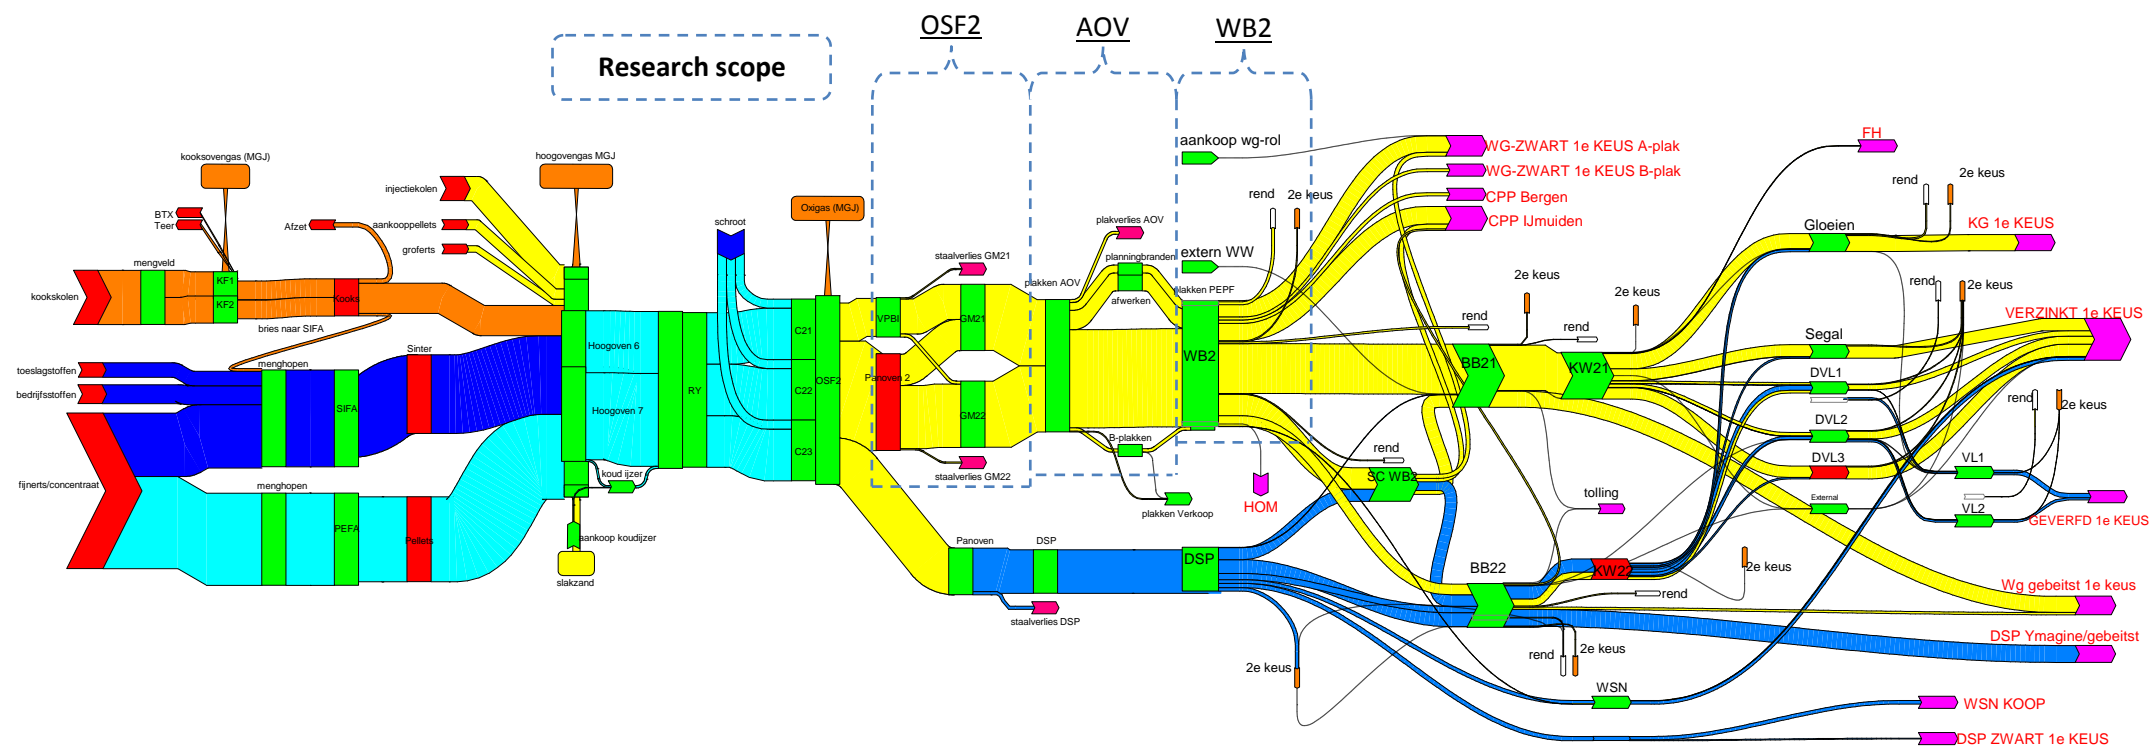 OSF2
AOV
WB2
Research scope
kooksovengas (MGJ)
hoogovengas MGJ
Oxigas (MGJ)
injectiekolen
aankooppellets
groferts
BTX
Teer
Afzet
schroot
mengveld
kookskolen
KF1
KF2
Kooks
bries naar SIFA
toeslagstoffen
bedrijfsstoffen
fijnerts/concentraat
menghopen
SIFA
Sinter
menghopen
PEFA
Pellets
Hoogoven 6
Hoogoven 7
RY
koud ijzer
aankoop koudijzer
slakzand
C21
C22
C23
OSF2
VPBI
Panoven 2
staalverlies GM21
GM21
GM22
staalverlies GM22
plakken AOV
plakverlies AOV
planningbranden
afwerken
B-plakken
plakken Verkoop
aankoop wg-rol
extern WW
plakken PEPF
WB2
HOM
Panoven
DSP
staalverlies DSP
DSP
rend
2e keus
WG-ZWART 1e KEUS A-plak
WG-ZWART 1e KEUS B-plak
CPP Bergen
CPP IJmuiden
rend
2e keus
rend
2e keus
BB21
KW21
rend
SC WB2
tolling
BB22
KW22
2e keus
rend
rend
2e keus
2e keus
WSN
FH
rend
2e keus
Gloeien
KG 1e KEUS
rend
2e keus
VERZINKT 1e KEUS
Segal
DVL1
DVL2
DVL3
External
rend
2e keus
VL1
VL2
GEVERFD 1e KEUS
Wg gebeitst 1e keus
DSP Ymagine/gebeitst
WSN KOOP
DSP ZWART 1e KEUS